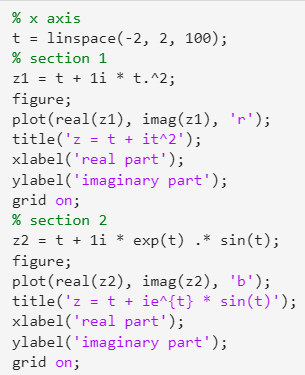 % x axis
t = linspace(-2, 2, 100);
% section 1
z1 = t + 1i * t.^2;
figure;
plot(real(z1), imag(z1), 'r');
title('z = t + it^2');
xlabel('real part');
ylabel('imaginary part');
grid on;
% section 2
z2 = t + 1i * exp(t) .* sin(t);
figure;
plot(real(z2), imag(z2), 'b');
title('z = t + ie^{t} * sin(t)');
xlabel('real part');
ylabel('imaginary part');
grid on;